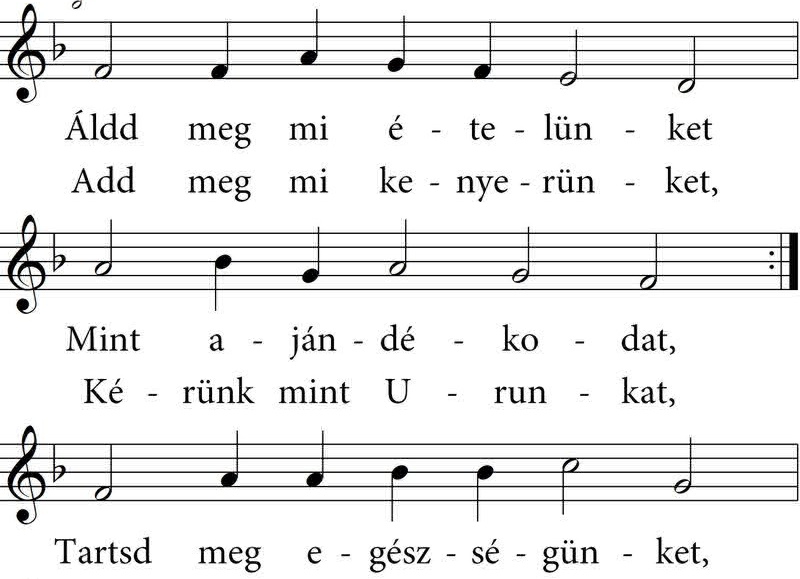 Áldd meg mi é - te - lün - ket
Add meg mi ke - nye - rün - ket,
Mint a - ján - dé - ko - dat,
Ké - rünk mint U - run - kat,
Tartsd meg e - gész - sé - gün - ket,